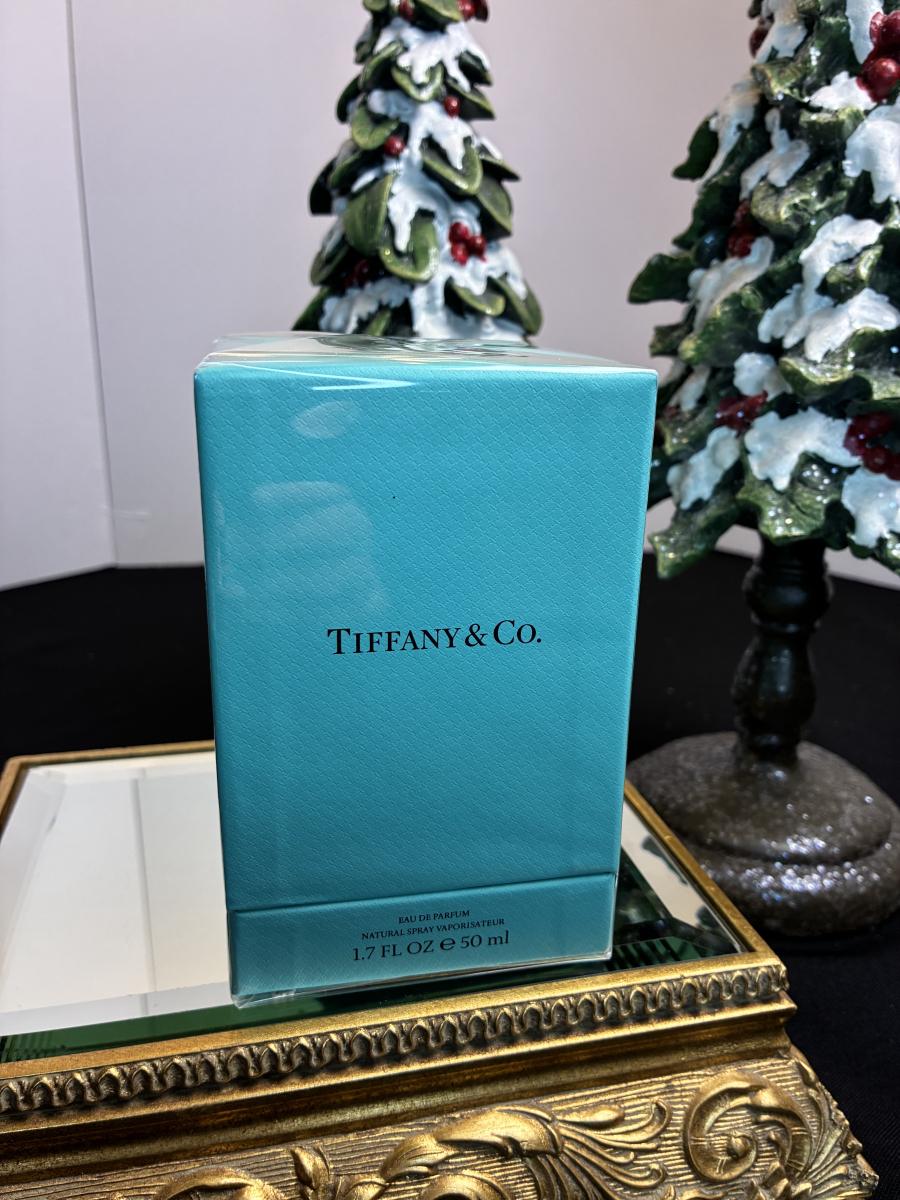 TIFFANY & CO.
EAU DE PARFUM
NATURAL SPRAY VAPORISATEUR
1.7 FL OZ ℮ 50 ml